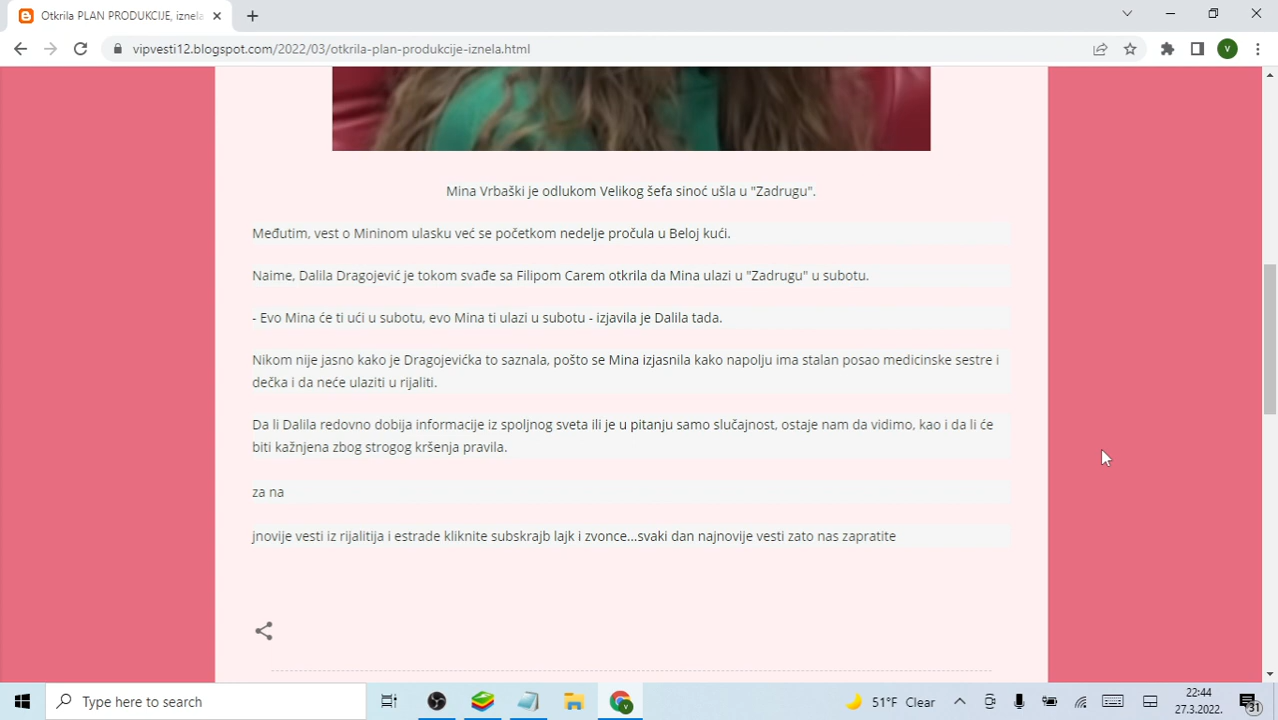 Otkrila PLAN PRODUKCIJE, iznela
vipvesti12.blogspot.com/2022/03/otkrila-plan-produkcije-iznela.html
V
Mina Vrbaški je odlukom Velikog šefa sinoć ušla u "Zadrugu".
Međutim, vest o Mininom ulasku već se početkom nedelje pročula u Beloj kući.
Naime, Dalila Dragojević je tokom svađe sa Filipom Carem otkrila da Mina ulazi u "Zadrugu" u subotu.
- Evo Mina će ti ući u subotu, evo Mina ti ulazi u subotu - izjavila je Dalila tada.
Nikom nije jasno kako je Dragojevićka to saznala, pošto se Mina izjasnila kako napolju ima stalan posao medicinske sestre i
dečka i da neće ulaziti u rijaliti.
Da li Dalila redovno dobija informacije iz spoljnog sveta ili je u pitanju samo slučajnost, ostaje nam da vidimo, kao i da li će
biti kažnjena zbog strogog kršenja pravila.
za na
jnovije vesti iz rijalitija i estrade kliknite subskrajb lajk i zvonce...svaki dan najnovije vesti zato nas zapratite
Type here to search
51°F Clear
22:44
27.3.2022.
31